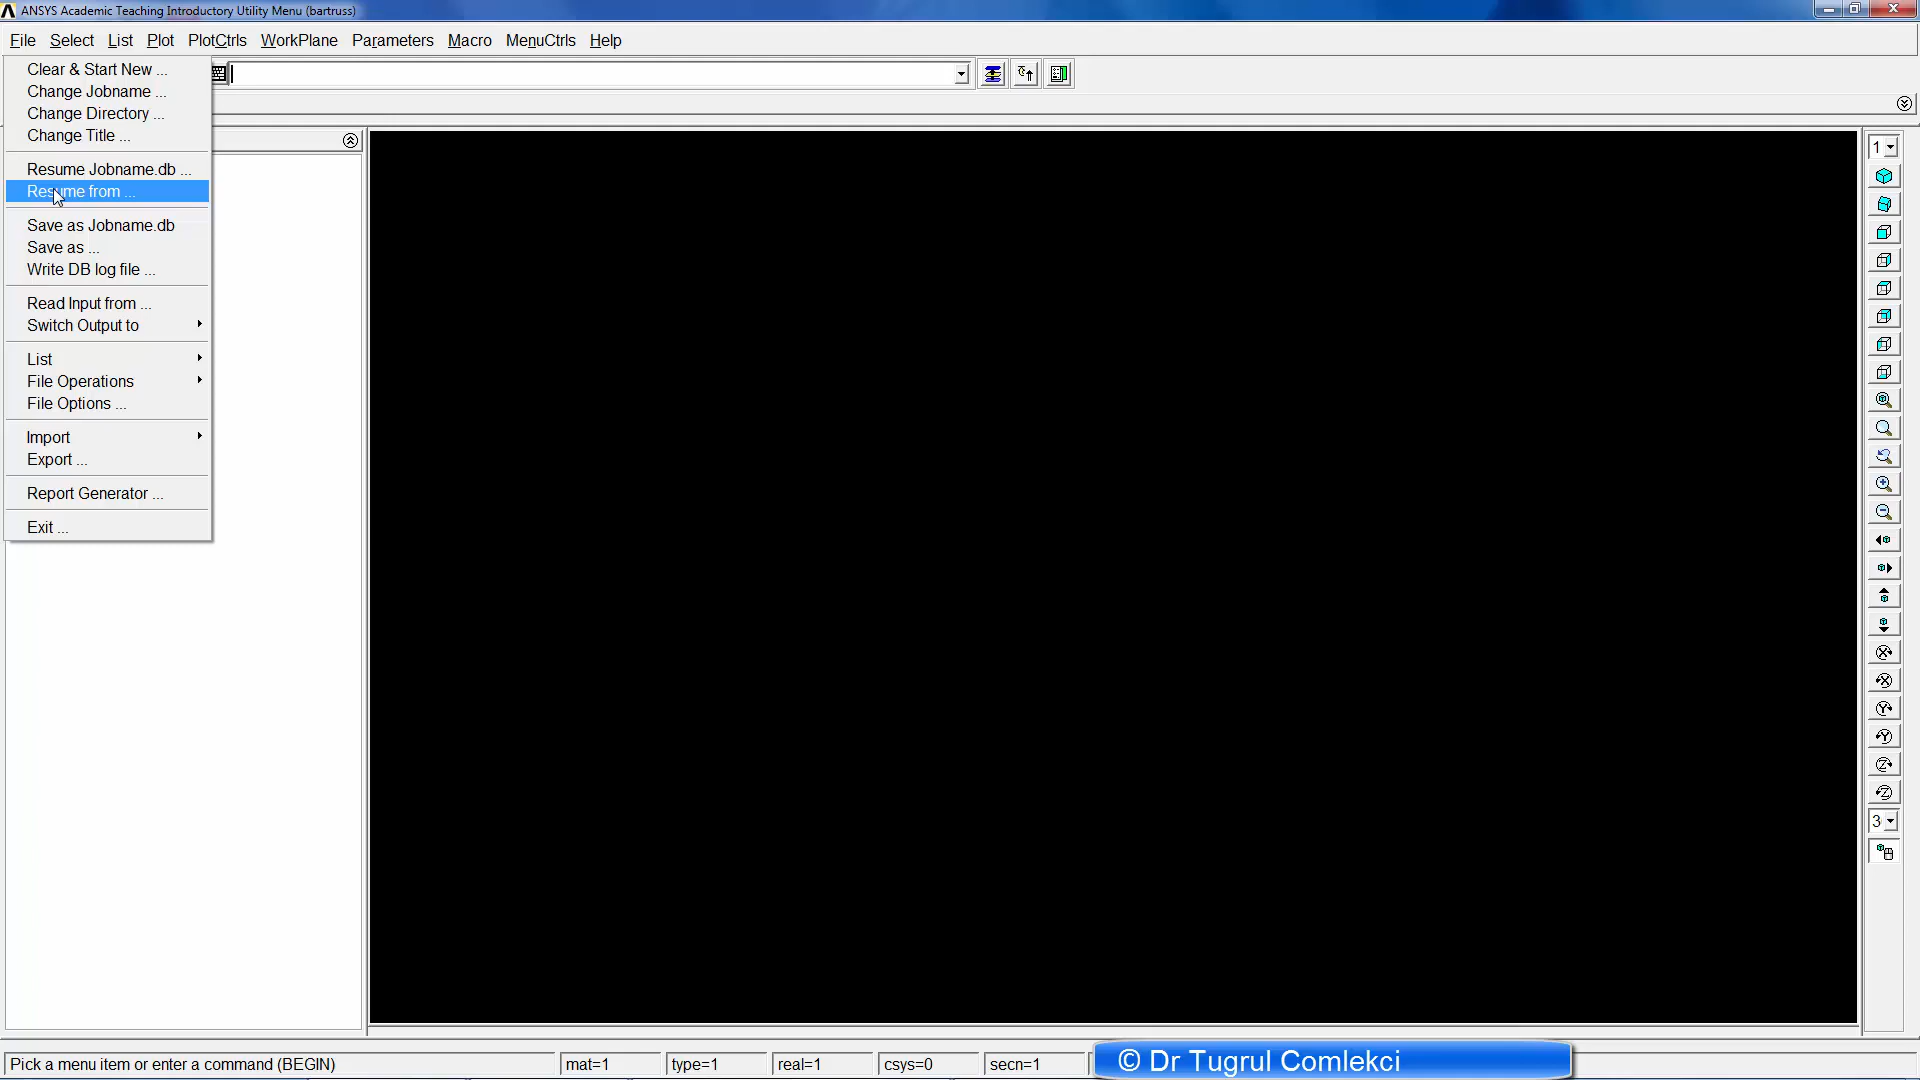 ANSYS Academic Teaching Introductory Utility Menu (bartruss)
File Select List Plot PlotCtrls WorkPlane Parameters Macro MenuCtrls Help
Clear & Start New ...
Change Jobname ...
Change Directory ...
Change Title ...
Resume Jobname.db ...
Resume from ...
Save as Jobname.db
Save as ...
Write DB log file ...
Read Input from ...
Switch Output to
List
File Operations
File Options ...
Import
Export ...
Report Generator ...
Exit ...
1
3
Pick a menu item or enter a command (BEGIN) mat=1 type=1 real=1 csys=0 secn=1
© Dr Tugrul Comlekci